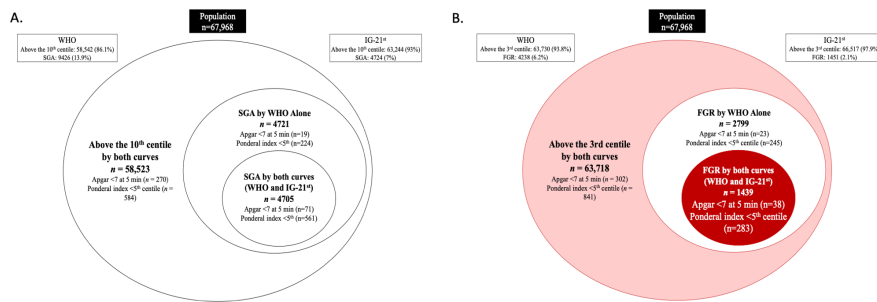 A.
Population
n=67,968
WHO
Above the 10th centile: 58,542 (86.1%)
SGA: 9426 (13.9%)
IG-21st
Above the 10th centile: 63,244 (93%)
SGA: 4724 (7%)
SGA by WHO Alone
n = 4721
Apgar <7 at 5 min (n=19)
Ponderal index <5th (n=224)
Above the 10th centile
by both curves
n = 58,523
Apgar <7 at 5 min (n = 270)
Ponderal index <5th centile (n =
584)
SGA by both curves
(WHO and IG-21st)
n = 4705
Apgar <7 at 5 min (n=71)
Ponderal index <5th (n=561)
B.
Population
n=67,968
WHO
Above the 3rd centile: 63,730 (93.8%)
FGR: 4238 (6.2%)
IG-21st
Above the 3rd centile: 66,517 (97.9%
FGR: 1451 (2.1%)
FGR by WHO Alone
n = 2799
Apgar <7 at 5 min (n=23)
Ponderal index <5th centile (n=245)
Above the 3rd centile
by both curves
n = 63,718
Apgar <7 at 5 min (n = 302)
Ponderal index <5th centile (n =
841)
FGR by both curves
(WHO and IG-21st)
n = 1439
Apgar <7 at 5 min (n=38)
Ponderal index <5th centile
(n=283)